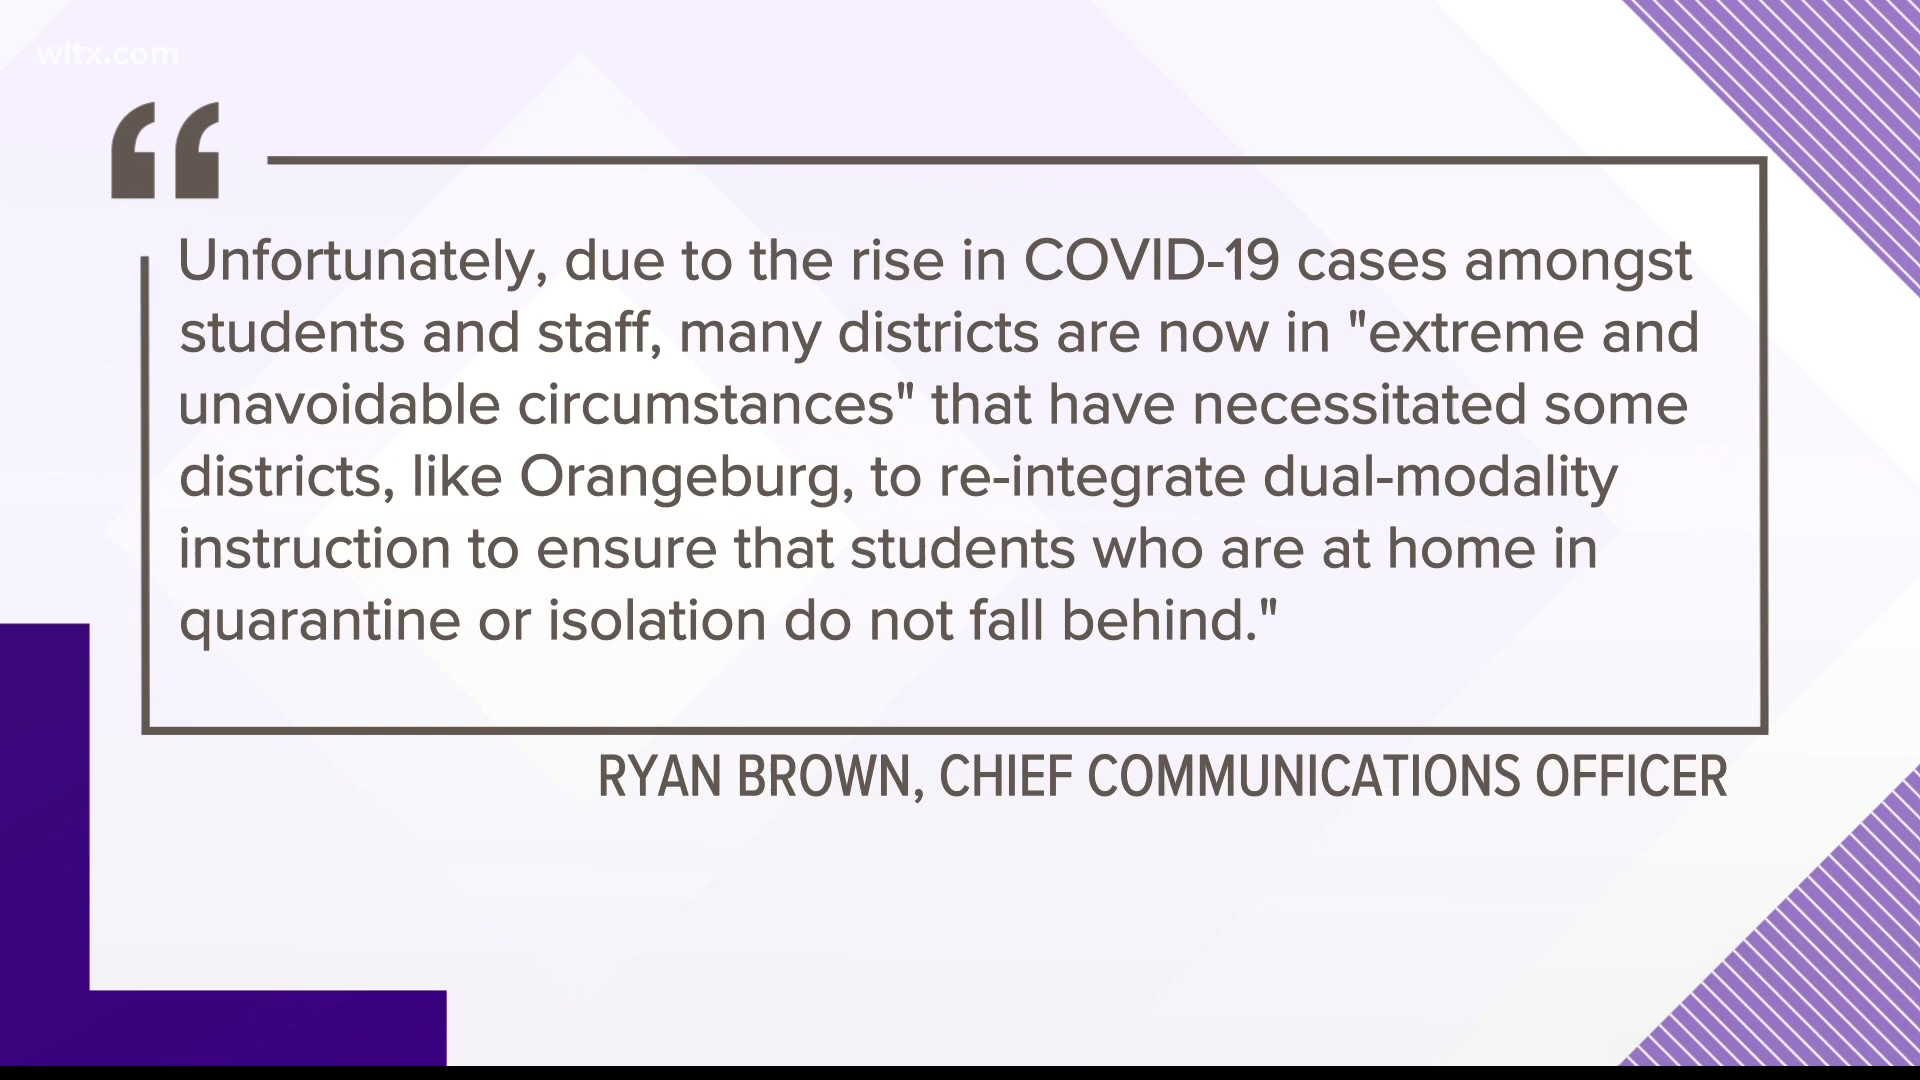 wltx.com
“
Unfortunately, due to the rise in COVID-19 cases amongst
students and staff, many districts are now in "extreme and
unavoidable circumstances" that have necessitated some
districts, like Orangeburg, to re-integrate dual-modality
instruction to ensure that students who are at home in
quarantine or isolation do not fall behind."
RYAN BROWN, CHIEF COMMUNICATIONS OFFICER